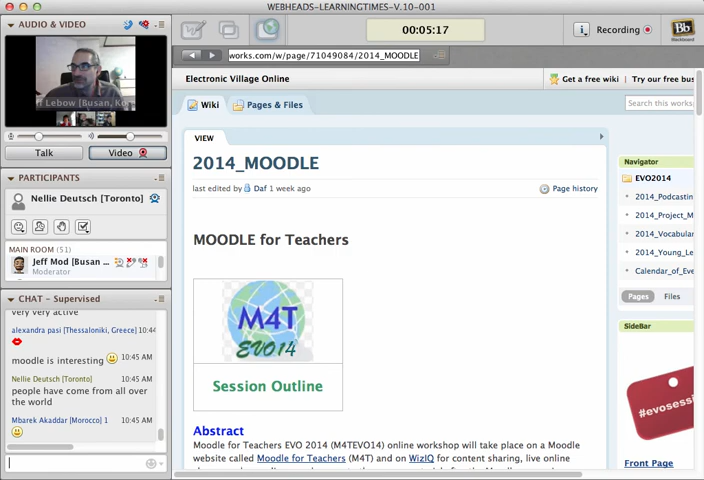 WEBHEADS-LEARNINGTIMES-V.10-001
AUDIO & VIDEO
Lebow [Busan, Ko
Talk
Video
PARTICIPANTS
Nellie Deutsch [Toronto]
MAIN ROOM (51)
Jeff Mod [Busan ...
Moderator
CHAT - Supervised
very very active
alexandra pasi [Thessaloniki, Greece] 10:44
moodle is interesting 10:45 AM
Nellie Deutsch [Toronto] 10:45 AM
people have come from all over
the world
Mbarek Akaddar [Morocco] 1 10:45 AM
00:05:17
Recording
Bb
Blackboard
works.com/w/page/71049084/2014_MOODLE
Electronic Village Online
Get a free wiki | Try our free bus
Wiki
Pages & Files
Search this works
VIEW
2014_MOODLE
last edited by Daf 1 week ago
Page history
MOODLE for Teachers
M4T
EVO14
Session Outline
Abstract
Moodle for Teachers EVO 2014 (M4TEVO14) online workshop will take place on a Moodle
website called Moodle for Teachers (M4T) and on WizIQ for content sharing, live online
Navigator
EVO2014
2014_Podcastin
2014_Project_M
2014_Vocabular
2014_Young_Le
Calendar_of_Eve
Pages
Files
SideBar
#evosessi
Front Page